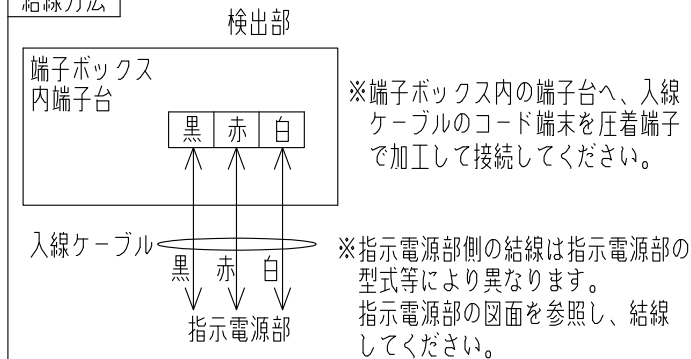 結線方法
検出部
端子ボックス
内端子台
黒 赤 白
※端子ボックス内の端子台へ、入線
ケーブルのコード端末を圧着端子
で加工して接続してください。
入線ケーブル
黒 赤 白
指示電源部
※指示電源部側の結線は指示電源部の
型式等により異なります。
指示電源部の図面を参照し、結線
してください。